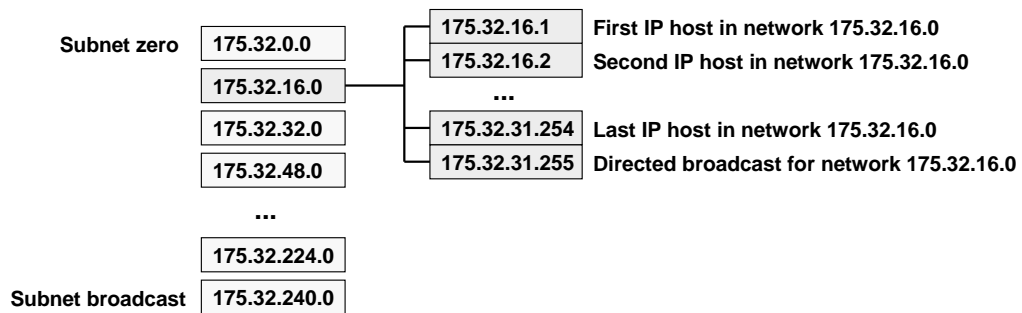 Subnet zero 175.32.0.0
175.32.16.0
175.32.32.0
175.32.48.0
...
175.32.224.0
Subnet broadcast 175.32.240.0
175.32.16.1 First IP host in network 175.32.16.0
175.32.16.2 Second IP host in network 175.32.16.0
...
175.32.31.254 Last IP host in network 175.32.16.0
175.32.31.255 Directed broadcast for network 175.32.16.0